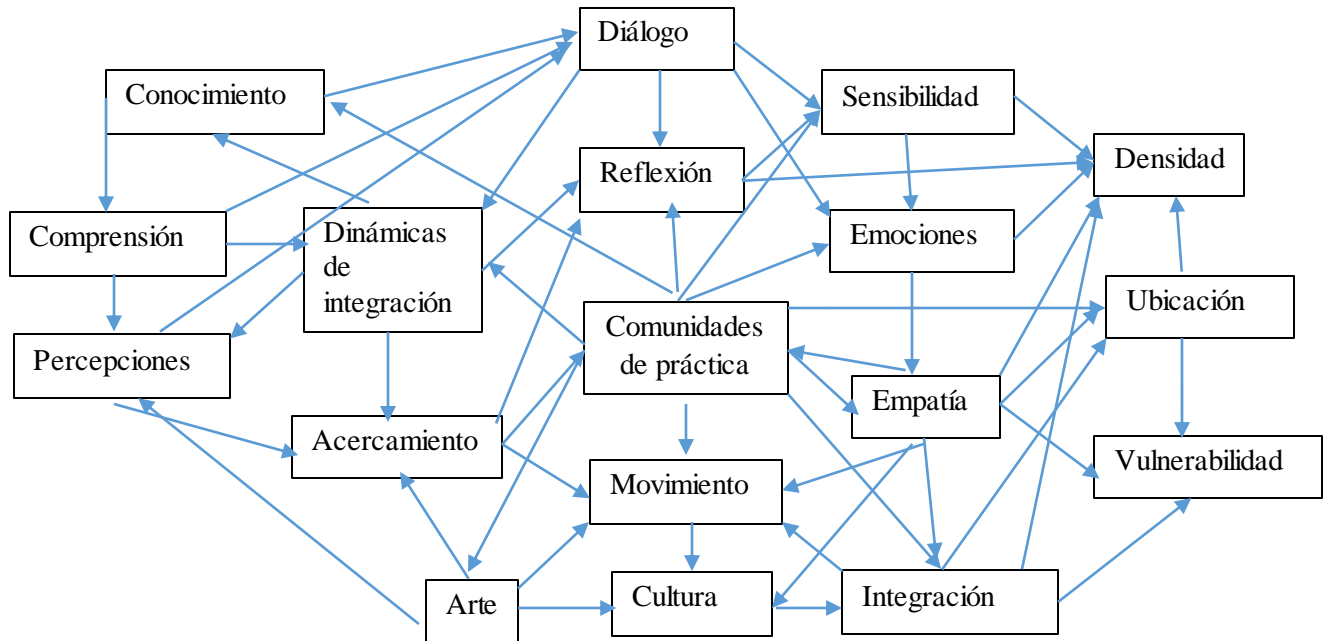 Diálogo
Conocimiento
Sensibilidad
Reflexión
Densidad
Comprensión
Dinámicas
de
integración
Emociones
Ubicación
Comunidades
de práctica
Percepciones
Empatía
Acercamiento
Vulnerabilidad
Movimiento
Arte
Cultura
Integración